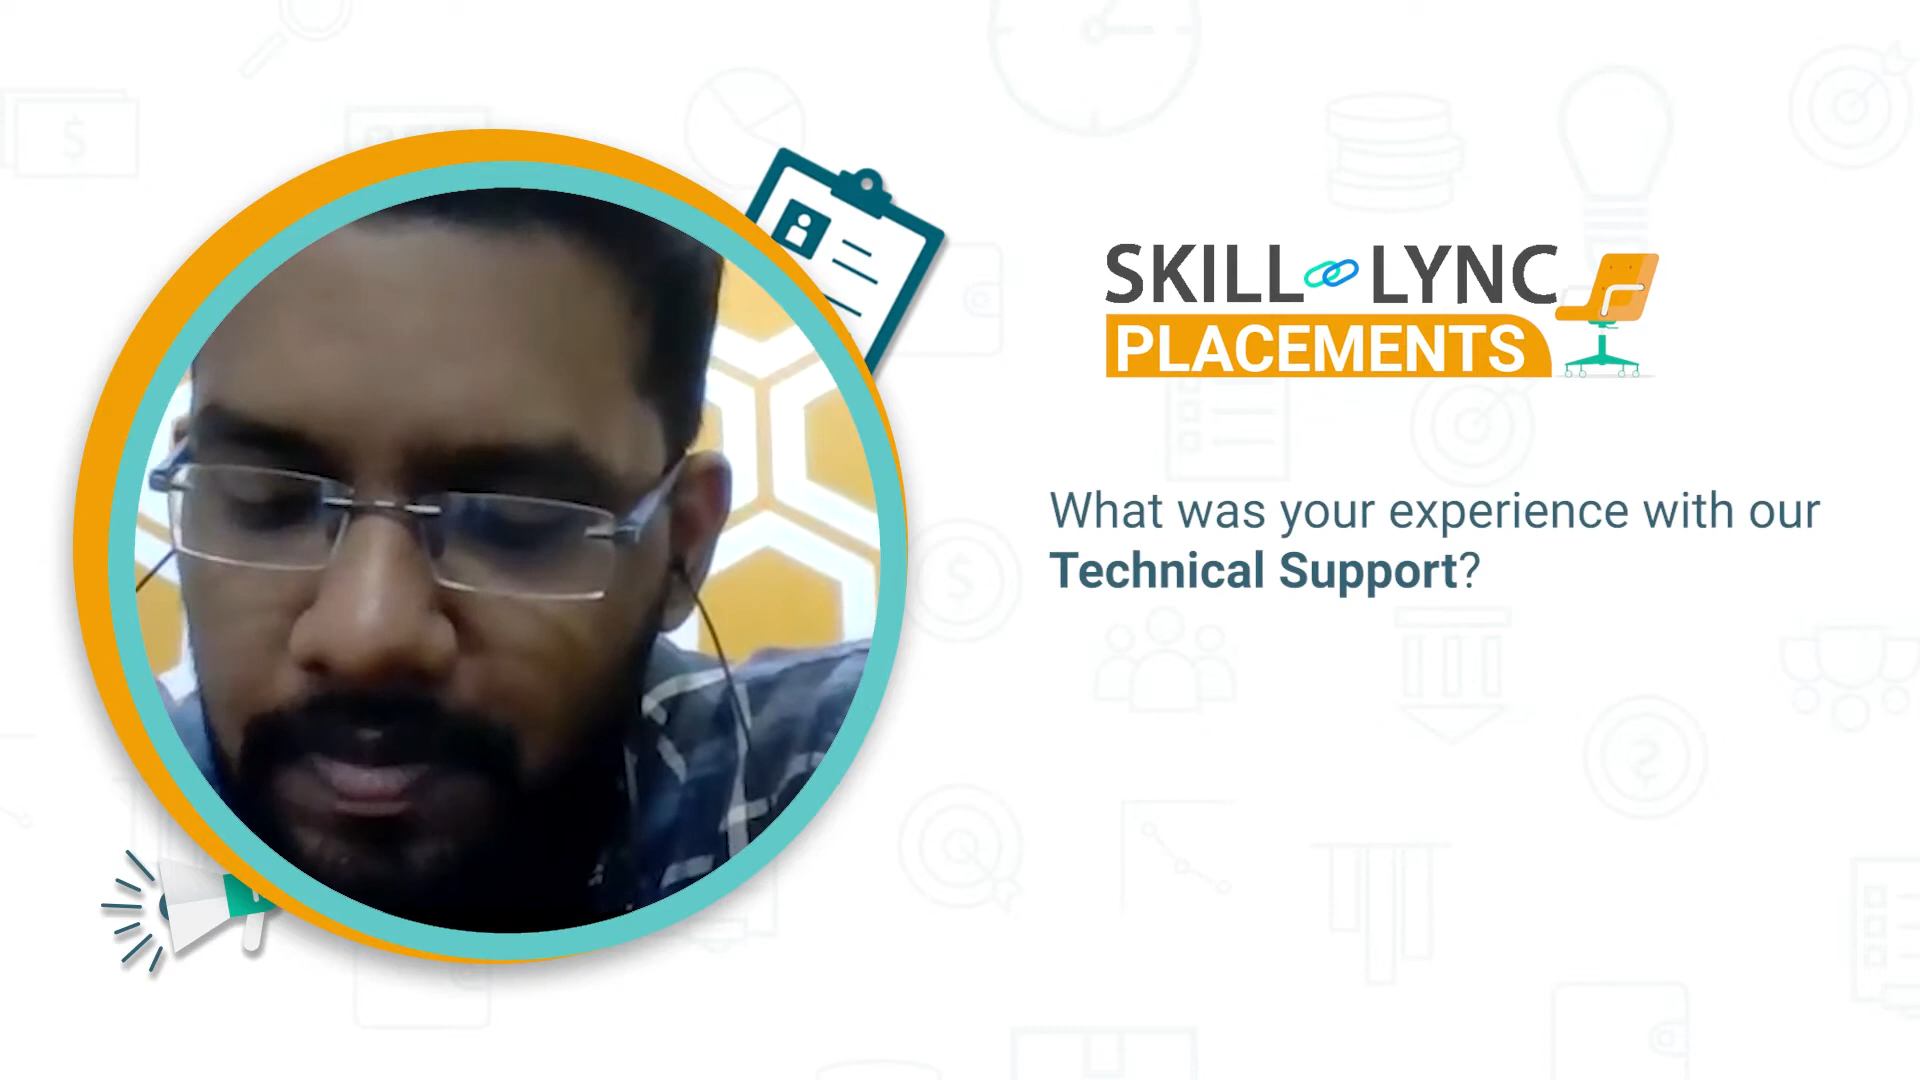 SKILL LYNC
PLACEMENTS
What was your experience with our
Technical Support?